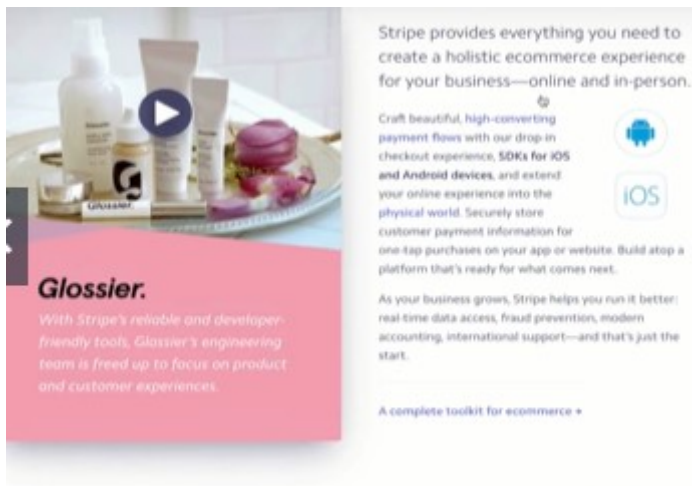 Glossier.
Glossier.
With Stripe's reliable and developer-
friendly tools, Glossier's engineering
team is freed up to focus on product
and customer experiences.
Stripe provides everything you need to
create a holistic ecommerce experience
for your business—online and in-person.
Craft beautiful, high-converting
payment flows with our drop-in
checkout experience, SDKs for iOS
and Android devices, and extend
your online experience into the
physical world. Securely store
customer payment information for
one-tap purchases on your app or website. Build atop a
platform that's ready for what comes next.
iOS
As your business grows, Stripe helps you run it better:
real-time data access, fraud prevention, modern
accounting, international support—and that's just the
start.
A complete toolkit for ecommerce